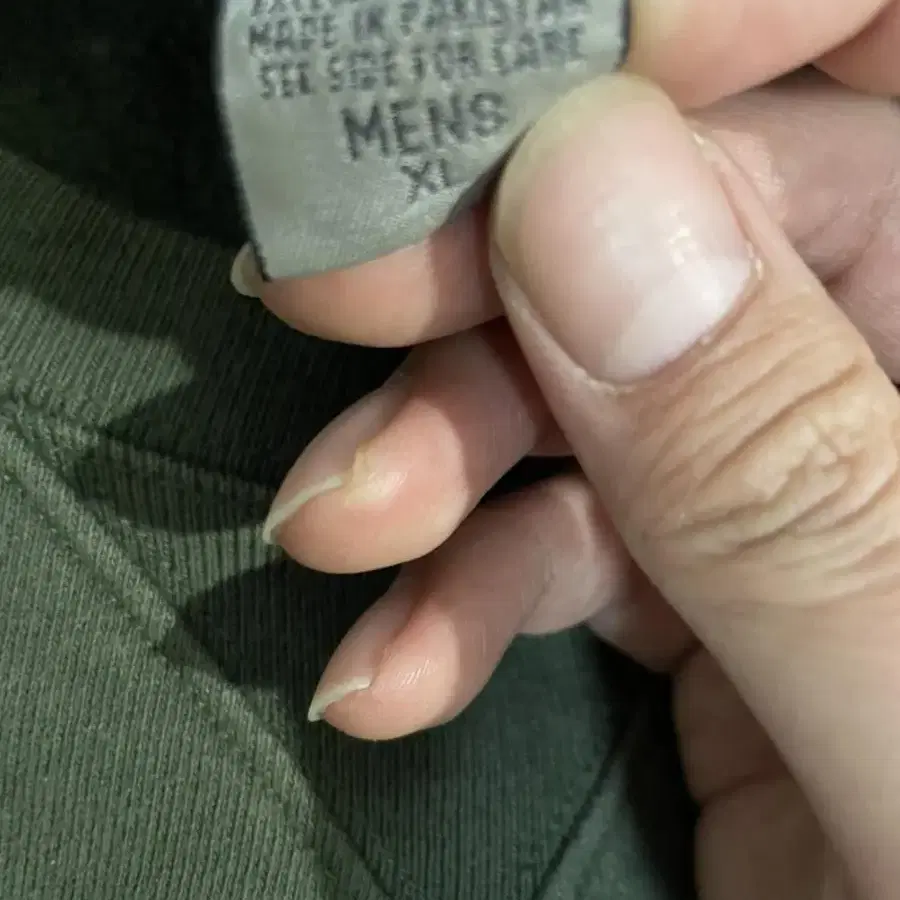 MADE IN PAKISTAN
SEE SIDE FOR CARE
MENS
XL